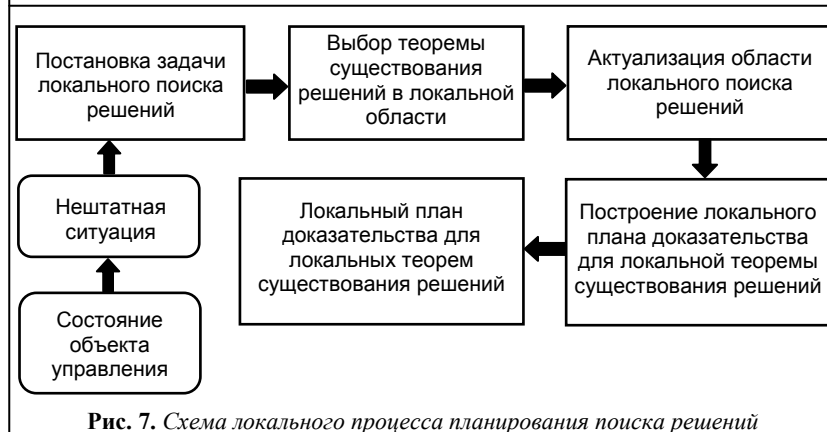 Постановка задачи
локального поиска
решений
Выбор теоремы
существования
решений в локальной
области
Актуализация области
локального поиска
решений
Нештатная
ситуация
Локальный план
доказательства для
локальных теорем
существования решений
Построение локального
плана доказательства
для локальной теоремы
существования решений
Состояние
объекта
управления
Рис. 7. Схема локального процесса планирования поиска решений